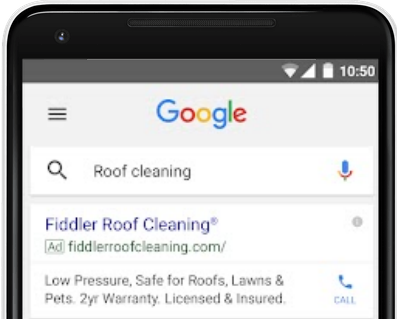 10:50
Google
Roof cleaning
Fiddler Roof Cleaning®
Ad fiddlerroofcleaning.com/
Low Pressure, Safe for Roofs, Lawns &
Pets. 2yr Warranty. Licensed & Insured.
CALL